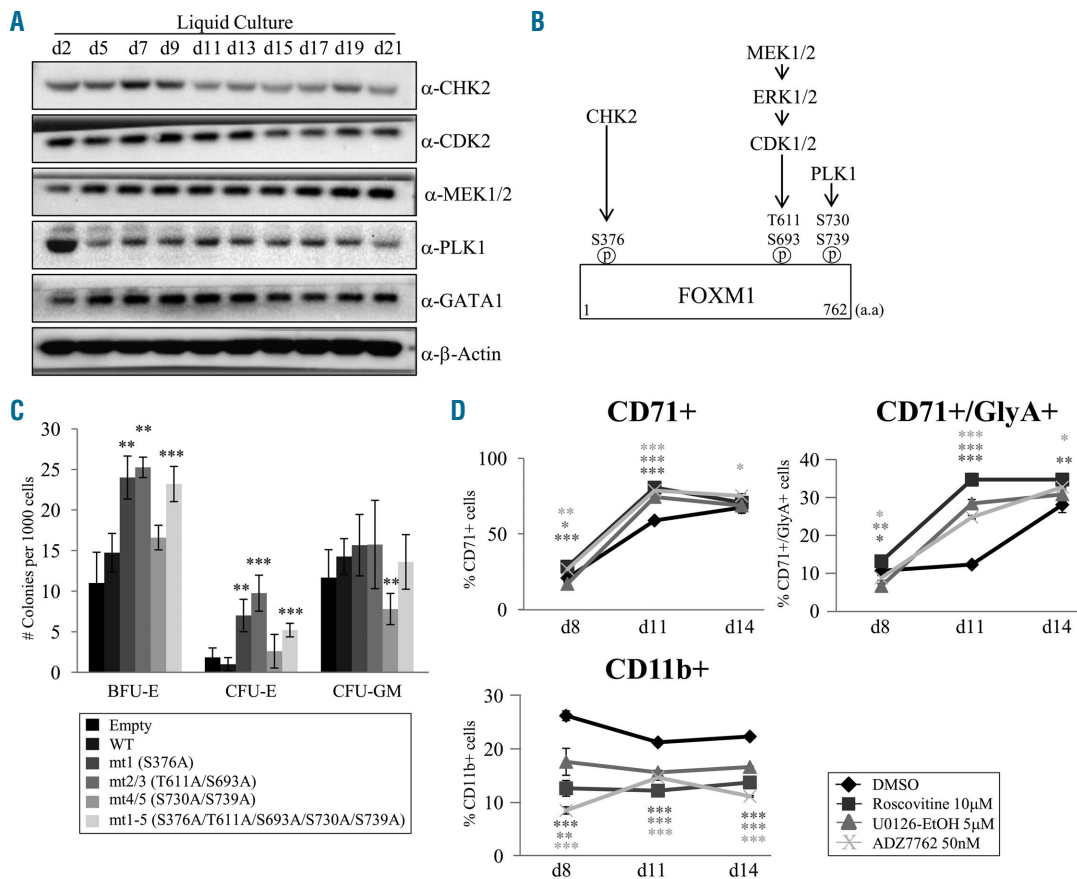 A
Liquid Culture
d2 d5 d7 d9 d11 d13 d15 d17 d19 d21
α-CHK2
α-CDK2
α-MEK1/2
α-PLK1
α-GATA1
α-β-Actin
B
MEK1/2
ERK1/2
CHK2
CDK1/2
PLK1
T611 S730
S376 S693 S739
p p p
FOXM1
1 762 (a.a)
C
# Colonies per 1000 cells
30
25
20
15
10
5
0
** ** ***
** *** ***
**
BFU-E CFU-E CFU-GM
Empty
WT
mt1 (S376A)
mt2/3 (T611A/S693A)
mt4/5 (S730A/S739A)
mt1-5 (S376A/T611A/S693A/S730A/S739A)
D
CD71+
% CD71+ cells
100
50
0
**
*
***
***
***
***
*
d8 d11 d14
CD71+/GlyA+
% CD71+/GlyA+ cells
40
30
20
10
0
*
**
*
***
***
***
*
**
d8 d11 d14
CD11b+
% CD11b+ cells
30
20
10
0
***
**
***
***
***
***
***
***
***
d8 d11 d14
DMSO
Roscovitine 10μM
U0126-EtOH 5μM
ADZ7762 50nM